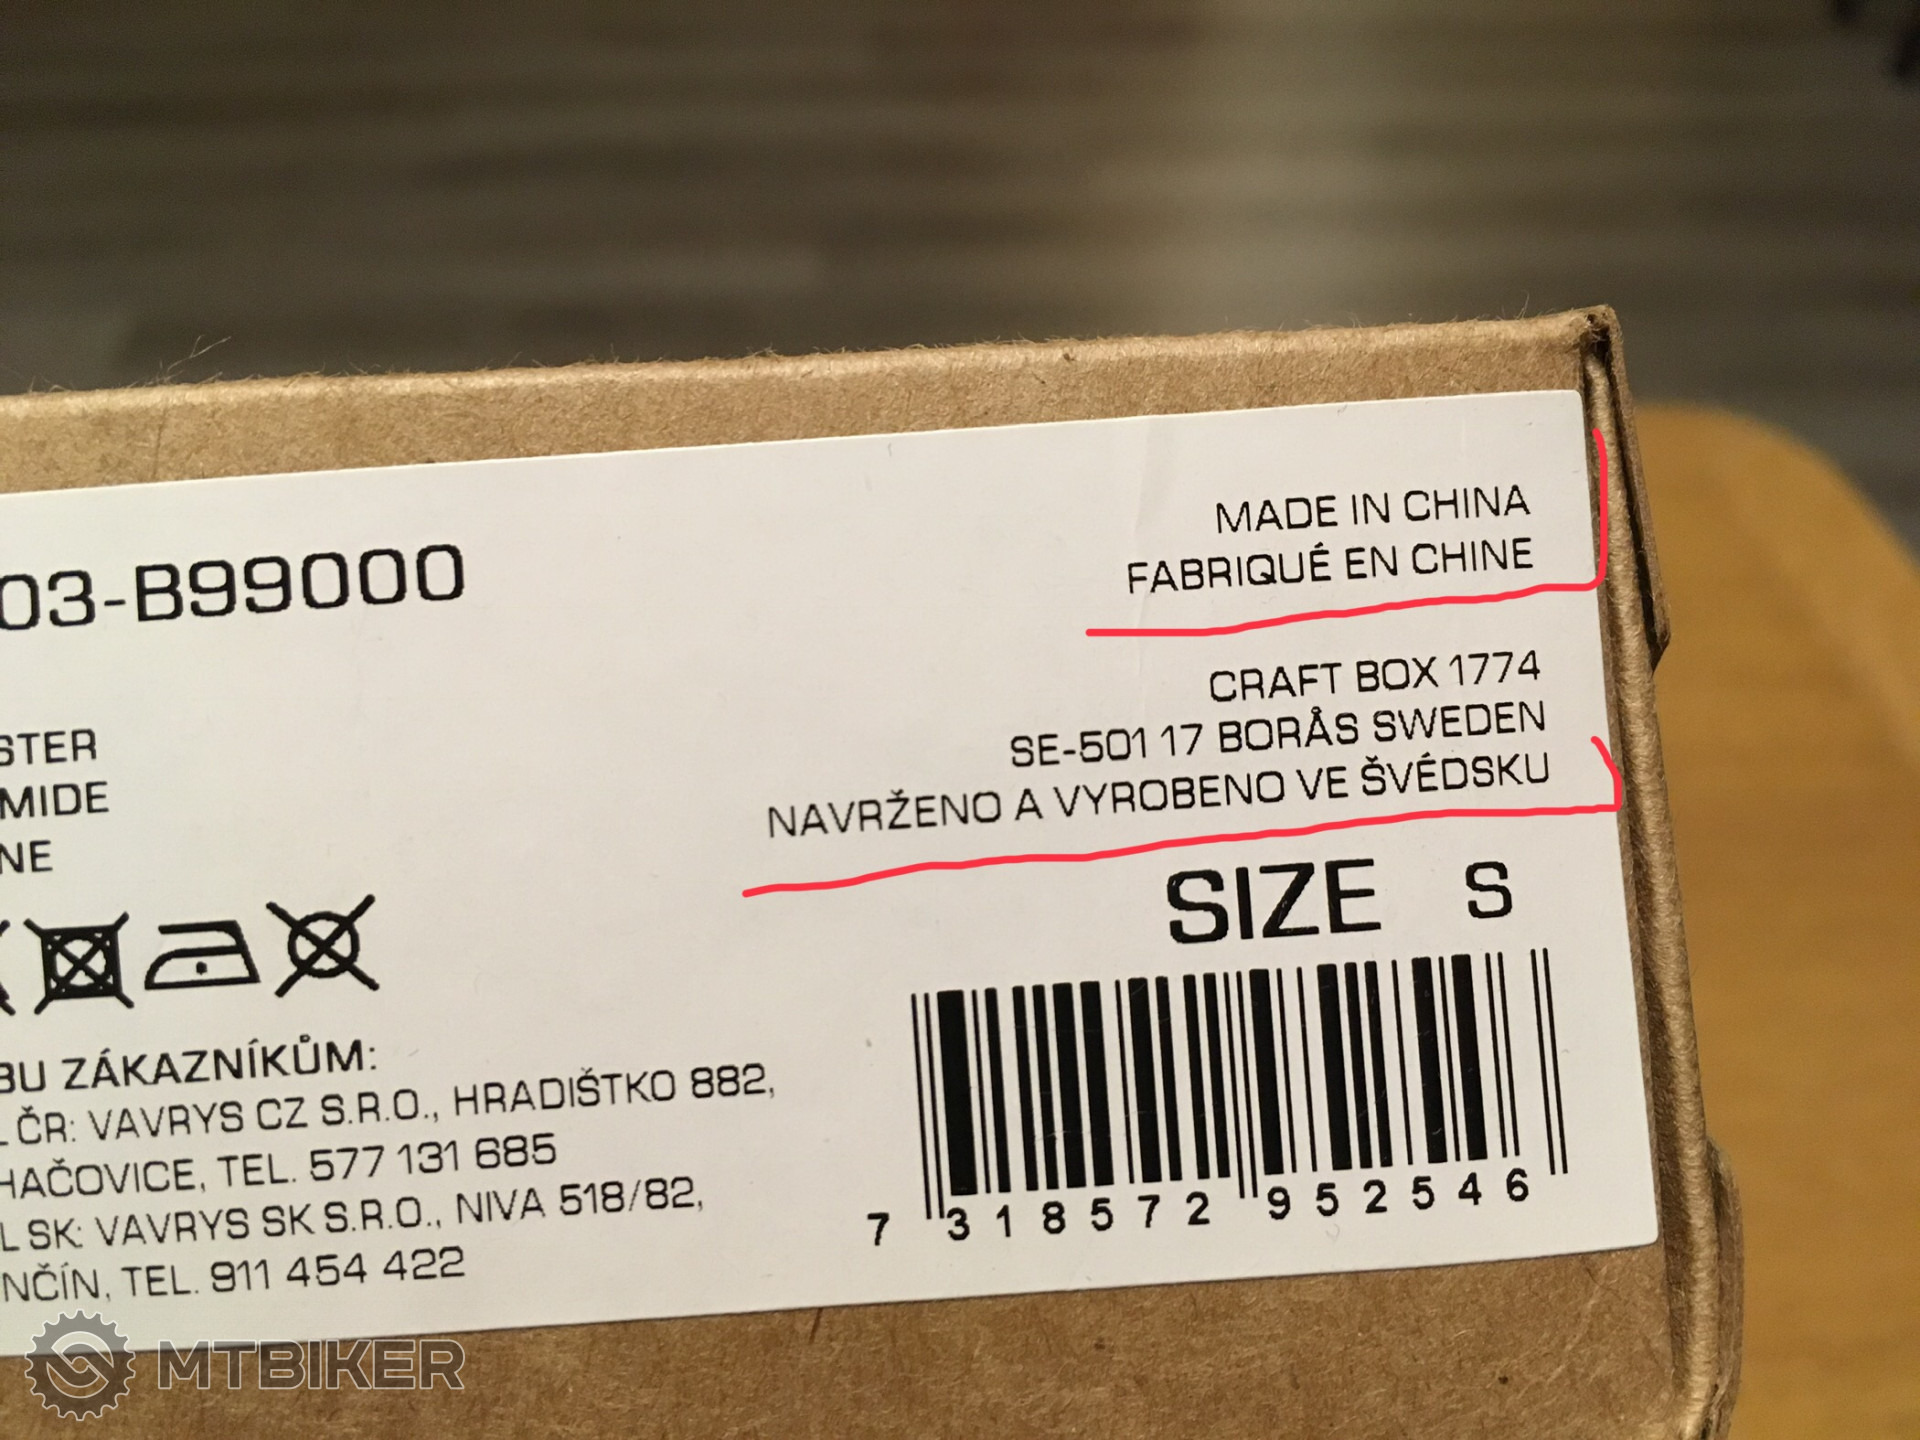 03-B99000
MADE IN CHINA
FABRIQUÉ EN CHINE
CRAFT BOX 1774
SE-501 17 BORÅS SWEDEN
NAVRŽENO A VYROBENO VE ŠVÉDSKU
STER
MIDE
NE
SIZE S
BU ZÁKAZNÍKŮM:
L ČR: VAVRYS CZ S.R.O., HRADIŠTKO 882,
HAČOVICE, TEL. 577 131 685
L SK: VAVRYS SK S.R.O., NIVA 518/82,
NČÍN, TEL. 911 454 422
7 318572 952546
MTBIKER